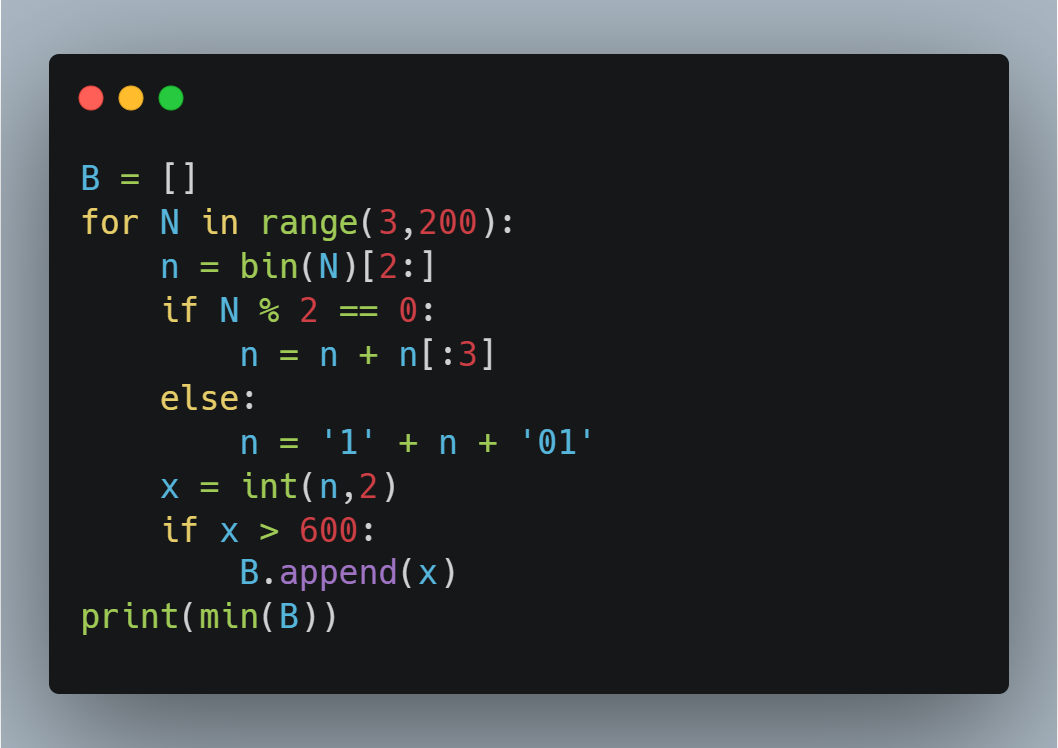 B = []
for N in range(3,200):
    n = bin(N)[2:]
    if N % 2 == 0:
        n = n + n[:3]
    else:
        n = '1' + n + '01'
    x = int(n,2)
    if x > 600:
        B.append(x)
print(min(B))